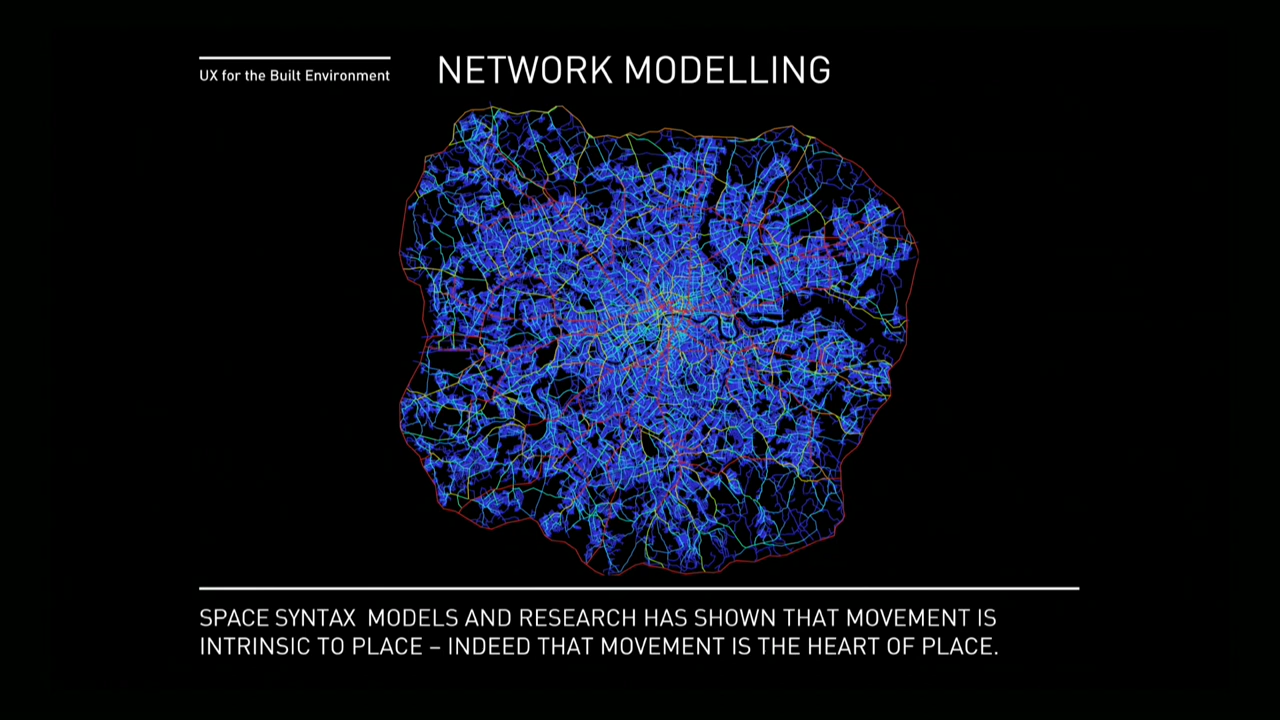 UX for the Built Environment
NETWORK MODELLING
SPACE SYNTAX MODELS AND RESEARCH HAS SHOWN THAT MOVEMENT IS
INTRINSIC TO PLACE – INDEED THAT MOVEMENT IS THE HEART OF PLACE.